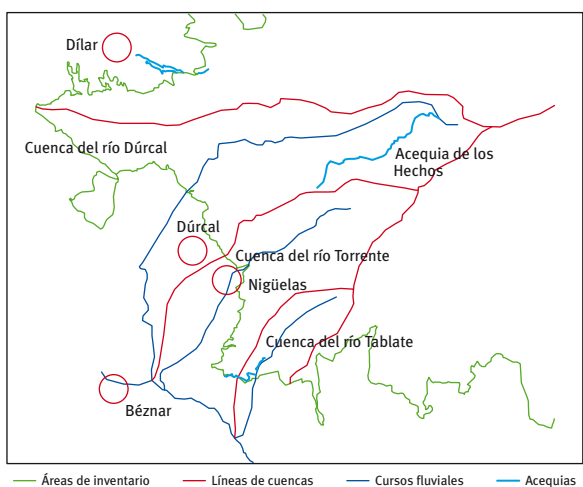 Dílar
Cuenca del río Dúrcal
Acequia de los
Hechos
Dúrcal
Cuenca del río Torrente
Nigüelas
Cuenca del río Tablate
Béznar
Áreas de inventario
Líneas de cuencas
Cursos fluviales
Acequias